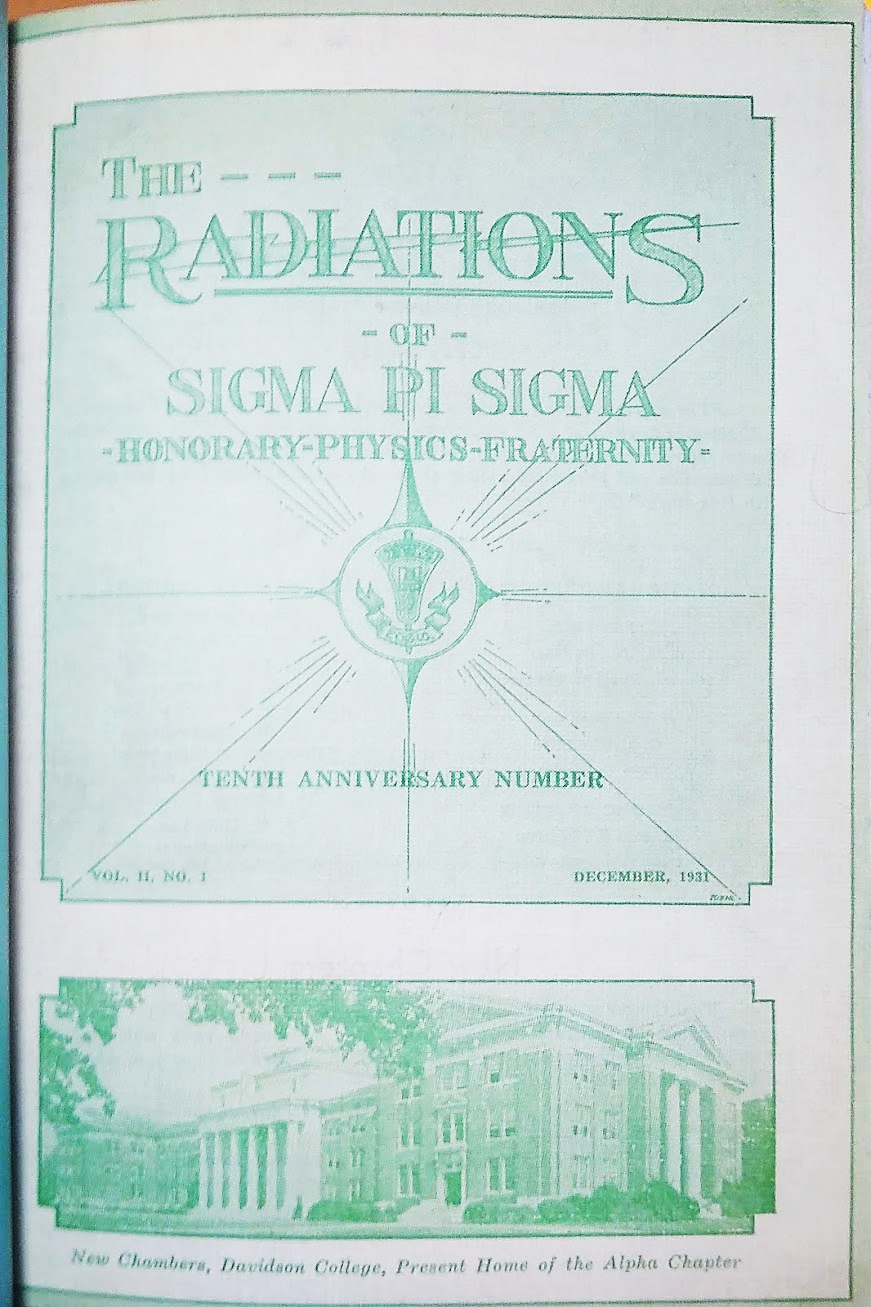 THE - - -
RADIATIONS
- OF -
SIGMA PI SIGMA
-HONORARY-PHYSICS-FRATERNITY-
TENTH ANNIVERSARY NUMBER
VOL. II, NO. 1
DECEMBER, 1931
New Chambers, Davidson College, Present Home of the Alpha Chapter